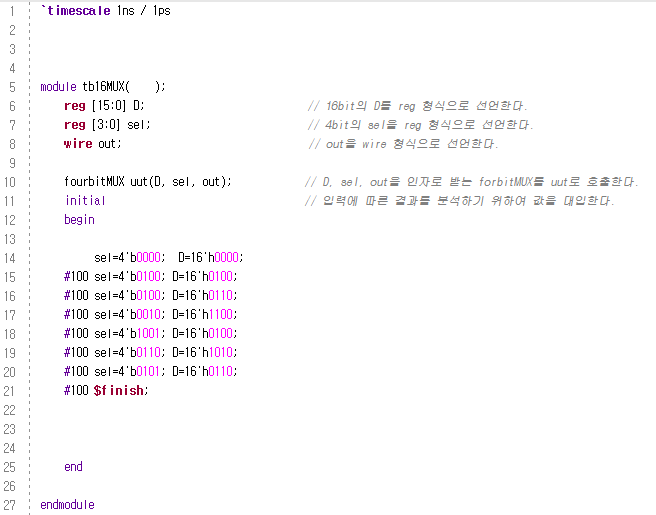 1 `timescale 1ns / 1ps
2
3
4
5 module tb16MUX(    );
6 reg [15:0] D; // 16bit의 D를 reg 형식으로 선언한다.
7 reg [3:0] sel; // 4bit의 sel을 reg 형식으로 선언한다.
8 wire out; // out을 wire 형식으로 선언한다.
9
10 fourbitMUX uut(D, sel, out); // D, sel, out을 인자로 받는 forbitMUX를 uut로 호출한다.
11 initial // 입력에 따른 결과를 분석하기 위하여 값을 대입한다.
12 begin
13
14 sel=4'b0000;  D=16'h0000;
15 #100 sel=4'b0100; D=16'h0100;
16 #100 sel=4'b0100; D=16'h0110;
17 #100 sel=4'b0010; D=16'h1100;
18 #100 sel=4'b1001; D=16'h0100;
19 #100 sel=4'b0110; D=16'h1010;
20 #100 sel=4'b0101; D=16'h0110;
21 #100 $finish;
22
23
24
25 end
26
27 endmodule